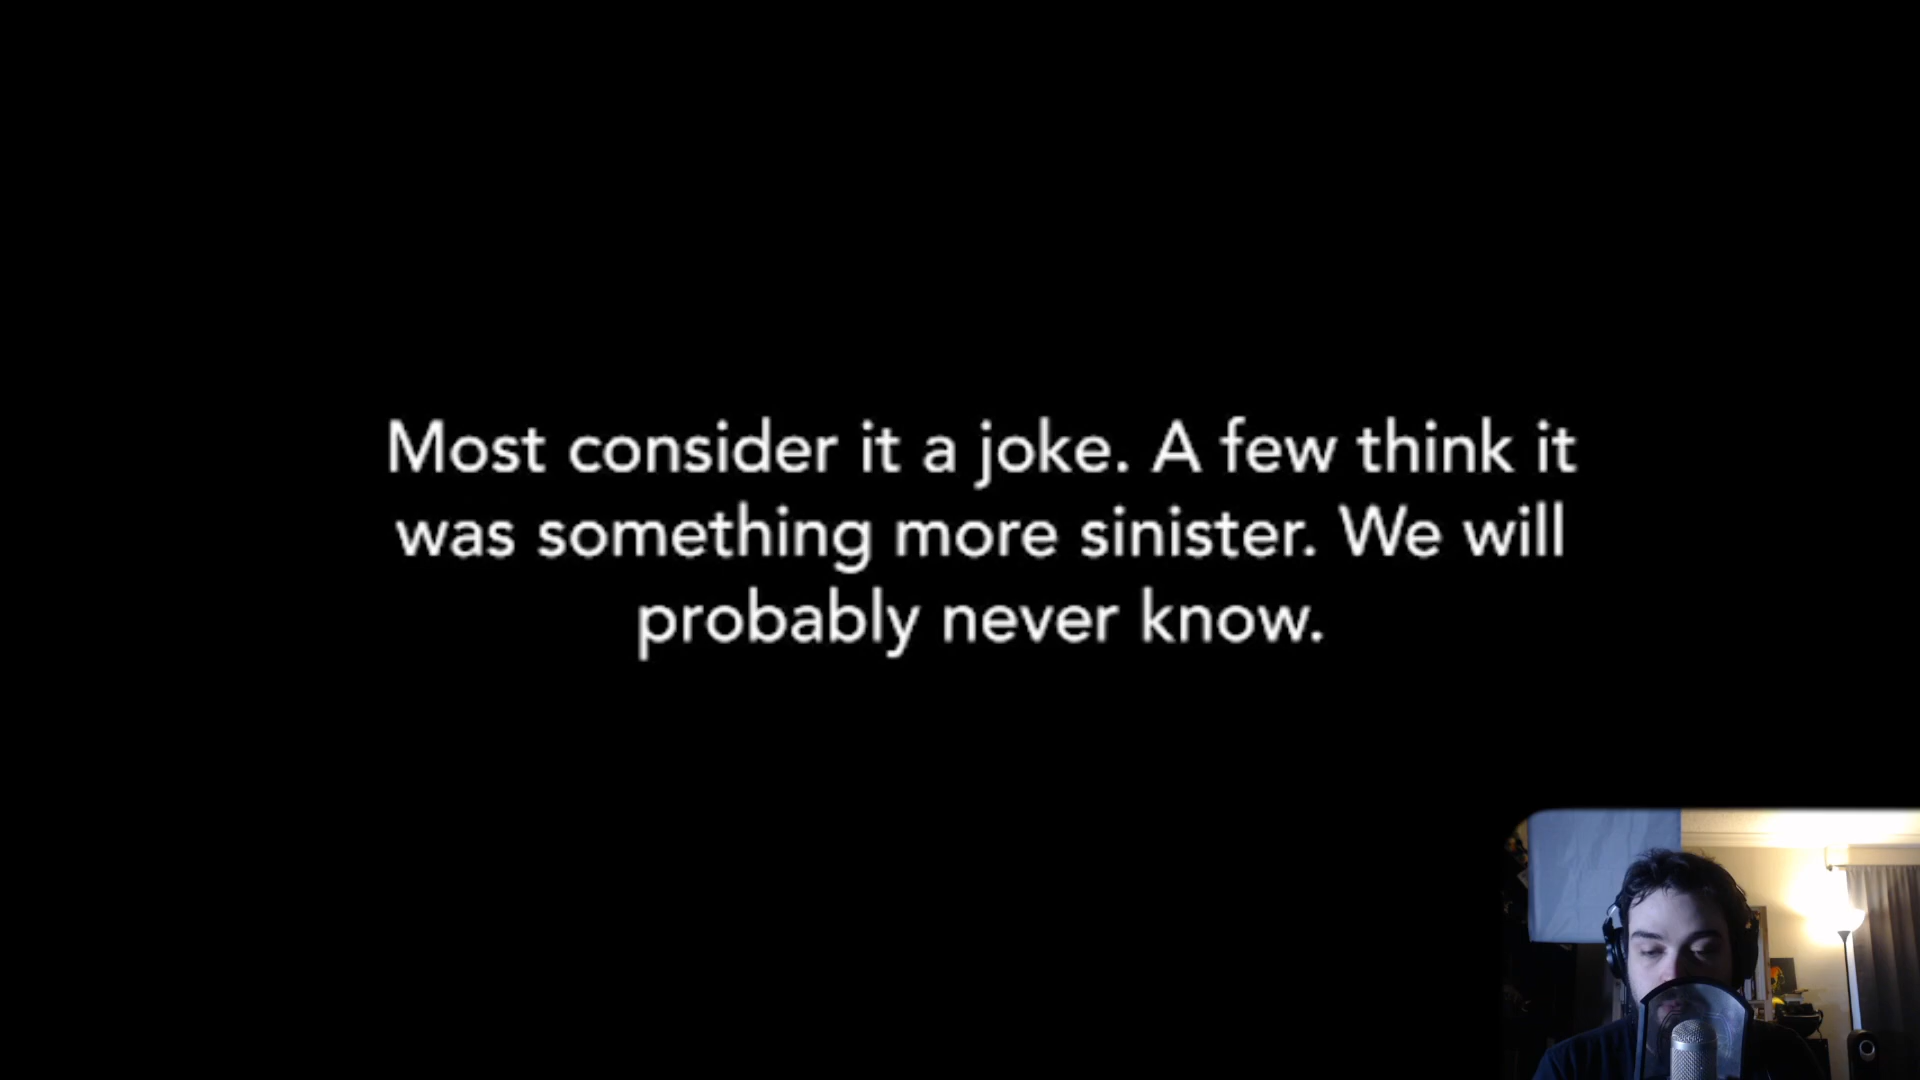 Most consider it a joke. A few think it
was something more sinister. We will
probably never know.